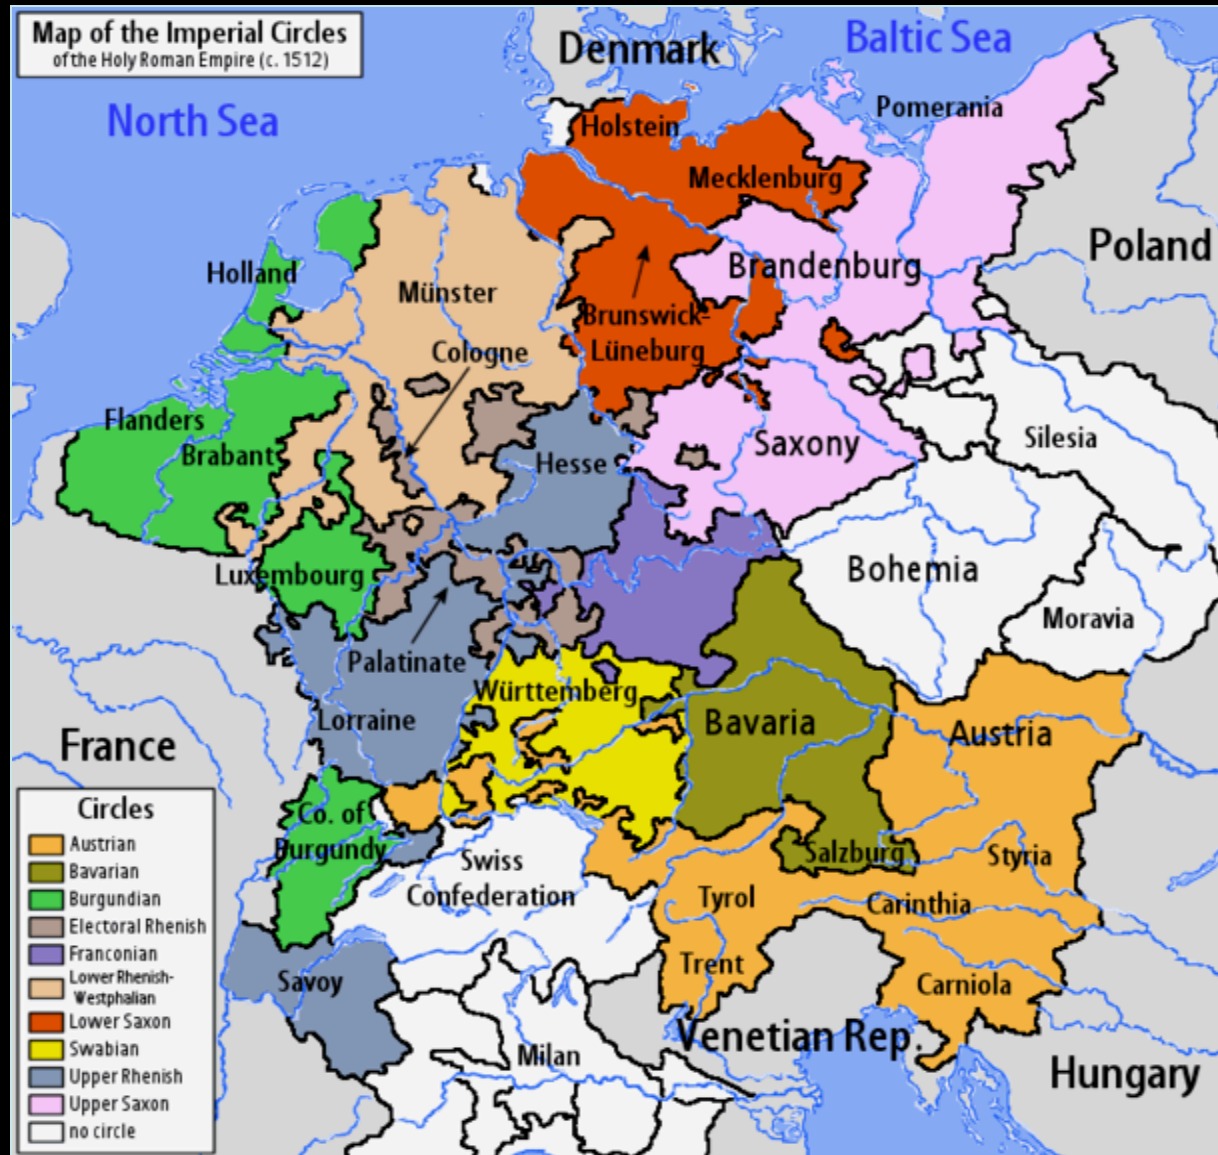 Map of the Imperial Circles
of the Holy Roman Empire (c. 1512)
Denmark
Baltic Sea
North Sea
Pomerania
Holstein
Mecklenburg
Poland
Holland
Brandenburg
Münster
Brunswick-
Lüneburg
Cologne
Flanders
Brabant
Hesse
Saxony
Silesia
Luxembourg
Bohemia
Moravia
Palatinate
Württemberg
Lorraine
Bavaria
Austria
France
Co. of
Burgundy
Swiss
Confederation
Salzburg
Styria
Tyrol
Carinthia
Trent
Savoy
Carniola
Venetian Rep.
Milan
Hungary
Circles
Austrian
Bavarian
Burgundian
Electoral Rhenish
Franconian
Lower Rhenish-
Westphalian
Lower Saxon
Swabian
Upper Rhenish
Upper Saxon
no circle